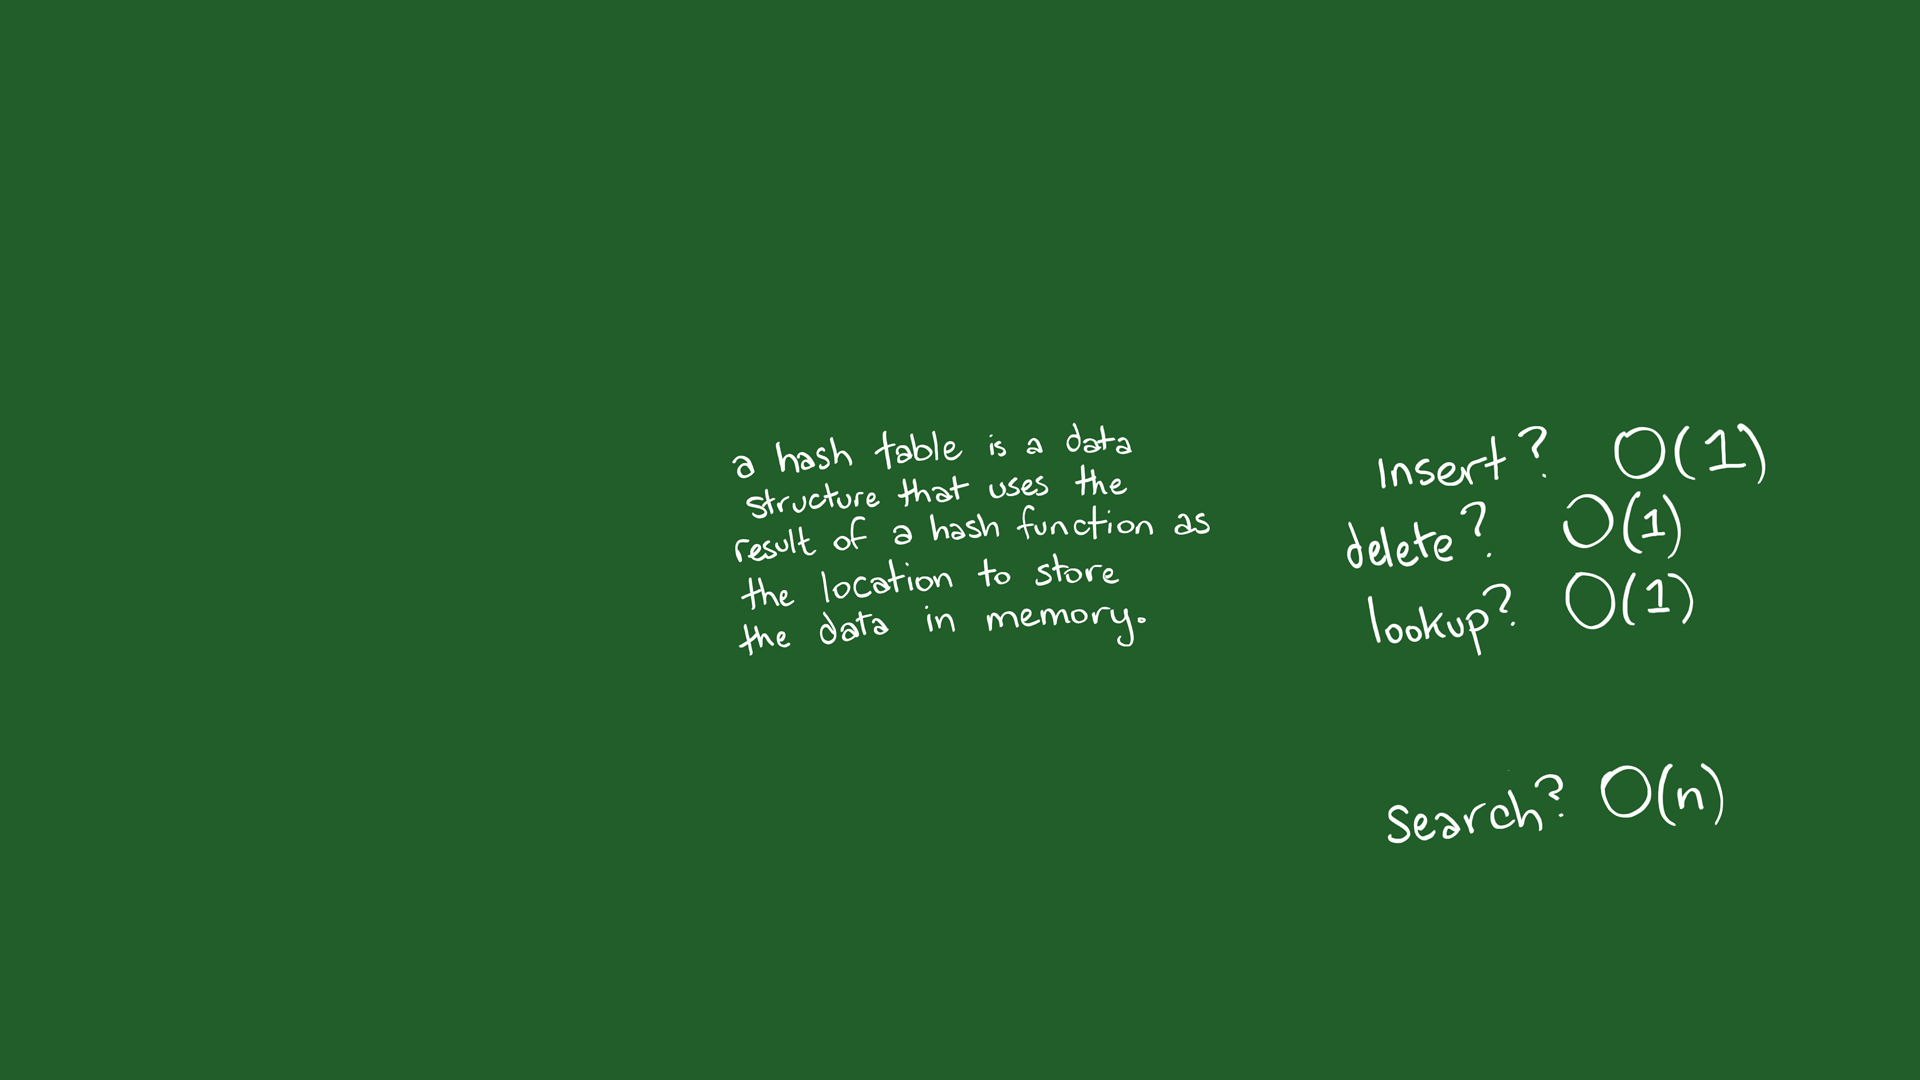 a hash table is a data
structure that uses the
result of a hash function as
the location to store
the data in memory.
Insert? O(1)
delete? O(1)
lookup? O(1)
Search? O(n)